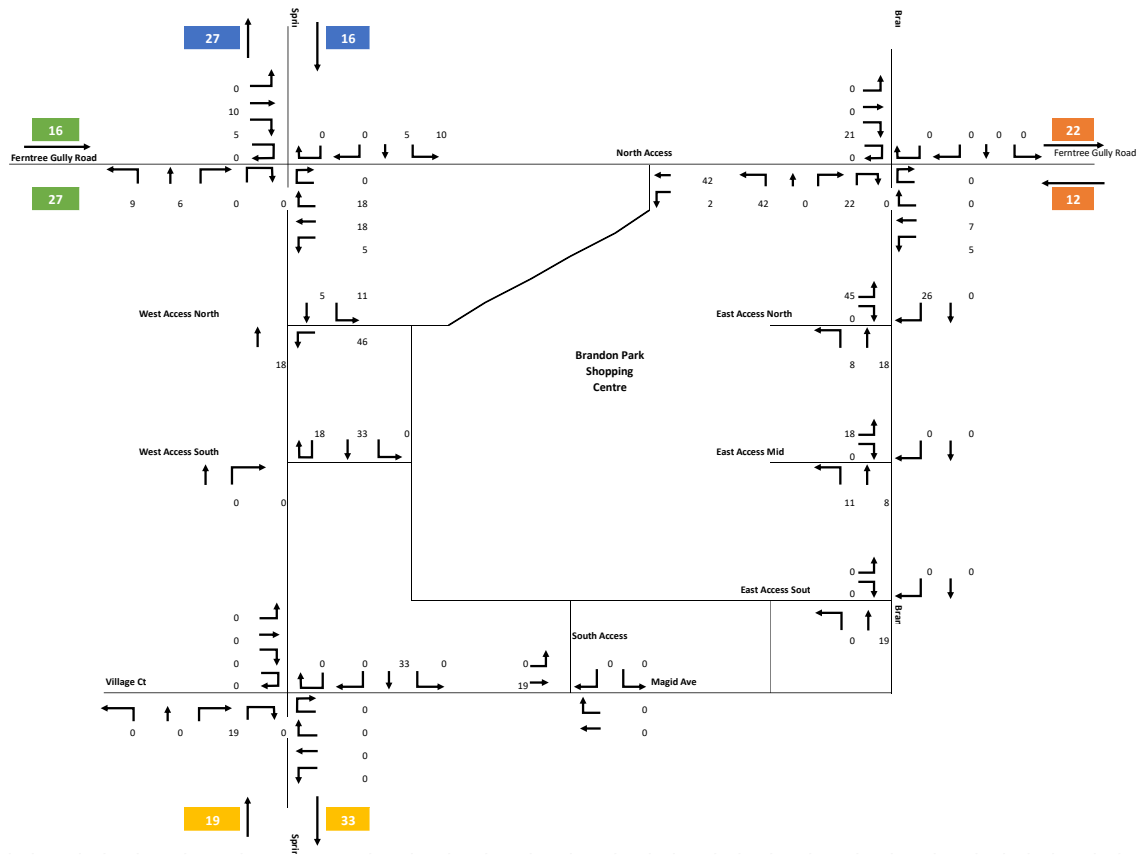 27 16
0
10
5
0
0 0 5 10
16
Ferntree Gully Road
27
9 6 0 0
0
18
18
5
North Access
42
2
0
0
21
0
0 0 0 0
22
Ferntree Gully Road
12
42 0 22 0
0
0
7
5
5 11
West Access North
46
18
45 26 0
0
East Access North
8 18
Brandon Park
Shopping
Centre
18 33 0
West Access South
0 0
18 0 0
0
East Access Mid
11 8
0 0 0
0
East Access Sout
0 19
South Access
0
0
0
0
0 0 33 0
0
19
0 0
Village Ct
Magid Ave
0 0 19 0
0
0
0
0
0
0
19 33